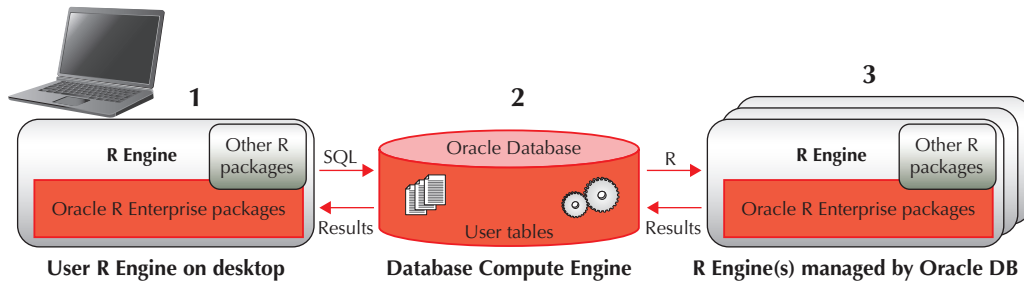 1
2
3
R Engine
Other R
packages
Oracle R Enterprise packages
SQL
Results
Oracle Database
User tables
R
Results
R Engine
Other R
packages
Oracle R Enterprise packages
User R Engine on desktop
Database Compute Engine
R Engine(s) managed by Oracle DB